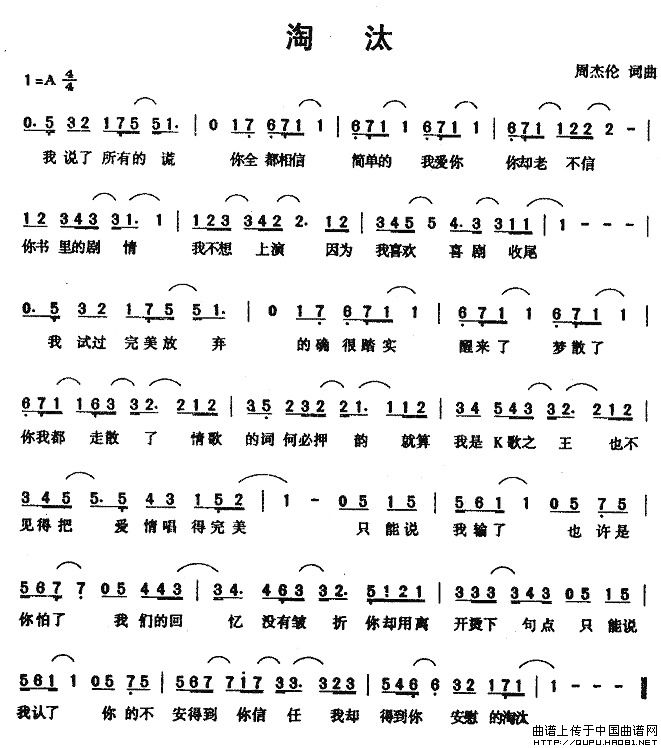 淘 汰
1=A 4/4
周杰伦 词曲
0. 5 32 175 51. | 0 17 671 1 | 671 1 671 1 | 671 122 2 - |
我 说了 所有的 谎 你全 都相信 简单的 我爱你 你却老 不信
12 343 31. 1 | 123 342 2. 12 | 345 5 4. 3 311 | 1 - - - |
你书 里的剧 情 我不想 上演 因为 我喜欢 喜剧 收尾
0. 5 32 175 51. | 0 17 671 1 | 671 1 671 1 |
我 试过 完美放 弃 的确 很踏实 醒来了 梦散了
671 163 32. 212 | 35 232 21. 112 | 34 543 32. 212 |
你我都 走散 了 情歌 的词 何必押 韵 就算 我是 K歌之 王 也不
345 5. 5 43 152 | 1 - 05 15 | 561 1 05 75 |
见得把 爱 情唱 得完美 只能说 我输了 也许是
567 7 05 443 | 34. 463 32. 5121 | 333 343 05 15 |
你怕了 我 们的回 忆 没有皱 折 你却用离 开烫下 句点 只能说
561 1 05 75 | 567 717 33 323 | 546 6 32 171 | 1 - - - |
我认了 你的不 安得到 你信 任 我却 得到你 安慰 的淘汰
曲谱上传于中国曲谱网
HTTP://QUPU.HAO81.NET